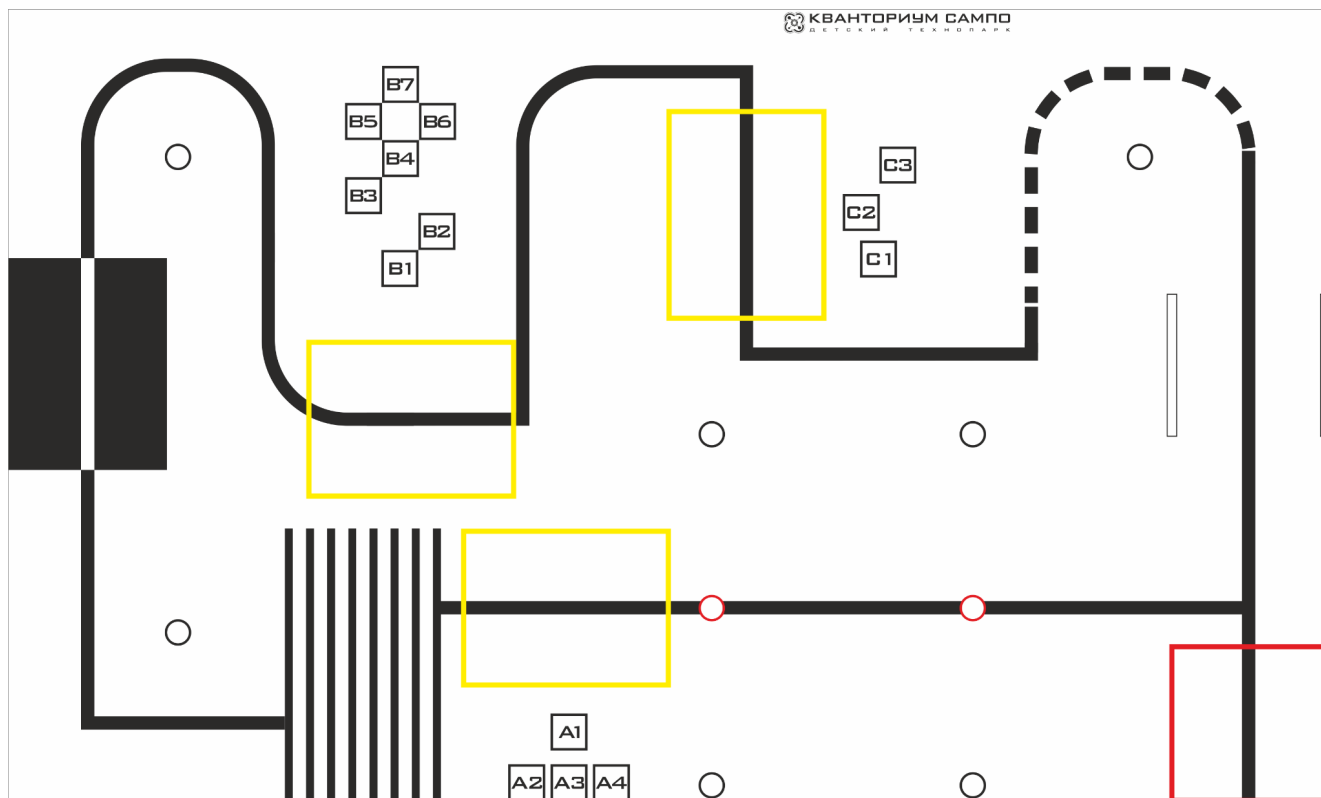 КВАНТОРИУМ САМПО
ДЕТСКИЙ ТЕХНОПАРК
B7
B5 B6
B4
B3
B2
B1
C3
C2
C1
A1
A2 A3 A4